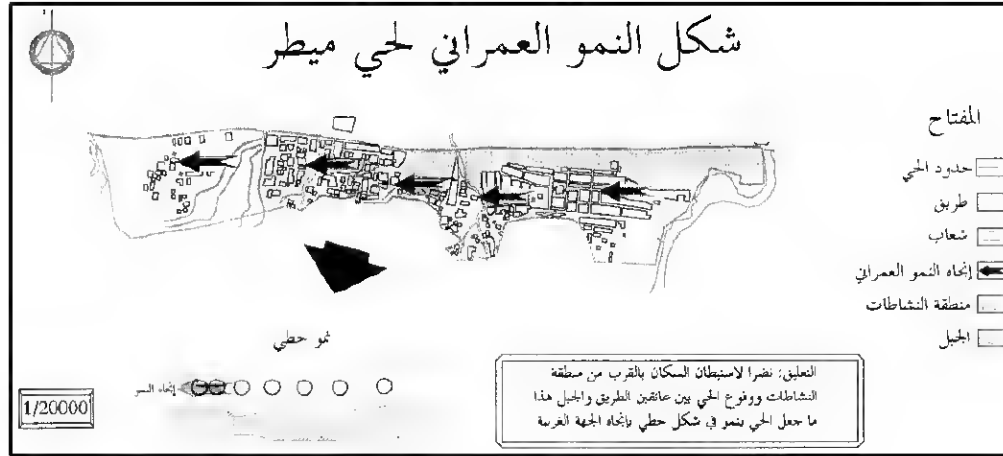 شكل النمو العمراني لحي ميطر
المفتاح
حدود الحي
طريق
شعاب
إتجاه النمو العمراني
منطقة النشاطات
الجبل
نمو خطي
إتجاه النمو
1/20000
التعليق: نضرا لاستيطان السكان بالقرب من منطقة
النشاطات ووقوع الحي بين عائقين الطريق والجبل هذا
ما جعل الحي ينمو في شكل خطي بإتجاه الجهة الغربية